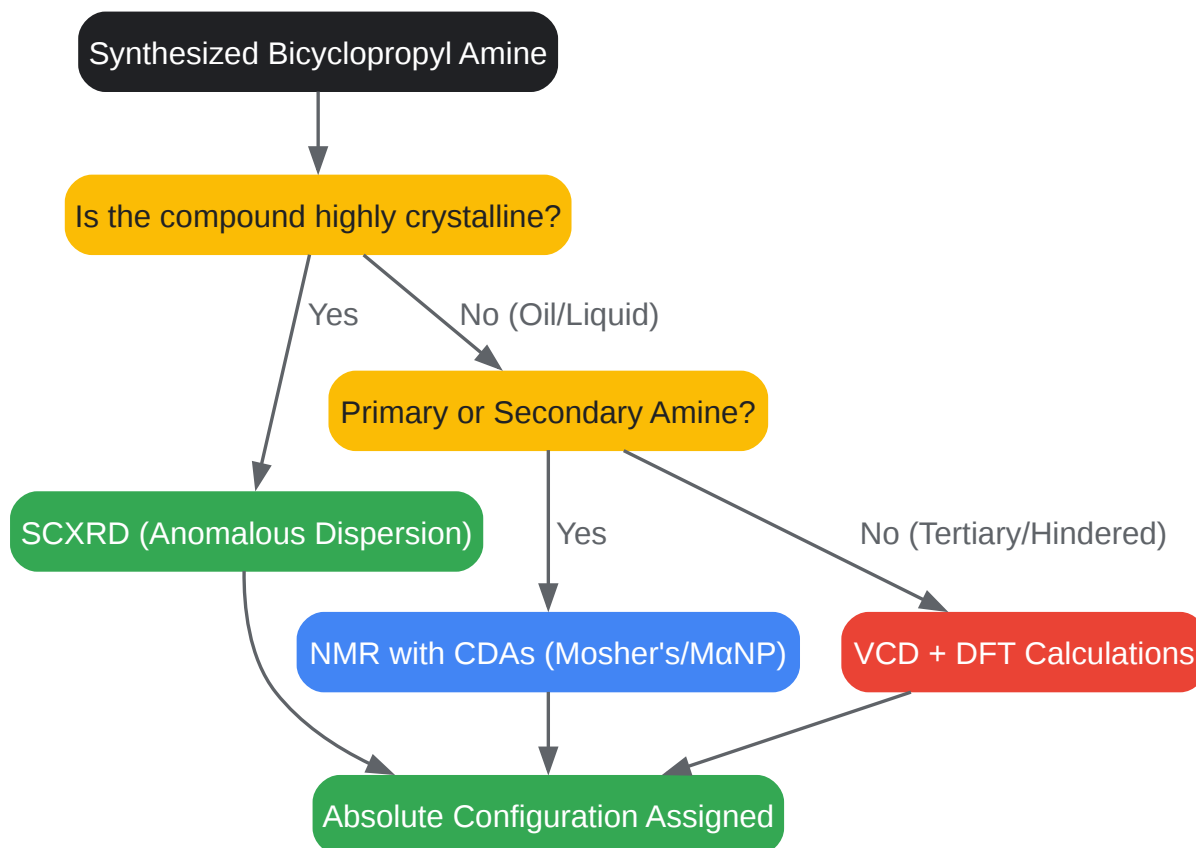 Synthesized Bicyclopropyl Amine
Is the compound highly crystalline?
Yes
No (Oil/Liquid)
Primary or Secondary Amine?
SCXRD (Anomalous Dispersion)
Yes
No (Tertiary/Hindered)
NMR with CDAs (Mosher's/MαNP)
VCD + DFT Calculations
Absolute Configuration Assigned